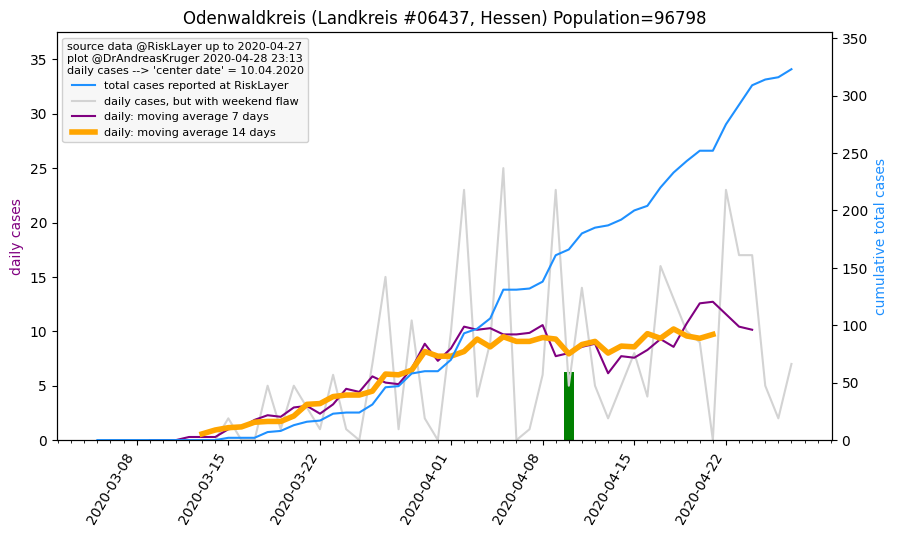 Odenwaldkreis (Landkreis #06437, Hessen) Population=96798
source data @RiskLayer up to 2020-04-27
plot @DrAndreasKruger 2020-04-28 23:13
daily cases --> 'center date' = 10.04.2020
total cases reported at RiskLayer
daily cases, but with weekend flaw
daily: moving average 7 days
daily: moving average 14 days
daily cases
35
30
25
20
15
10
5
0
cumulative total cases
350
300
250
200
150
100
50
0
2020-03-08
2020-03-15
2020-03-22
2020-04-01
2020-04-08
2020-04-15
2020-04-22